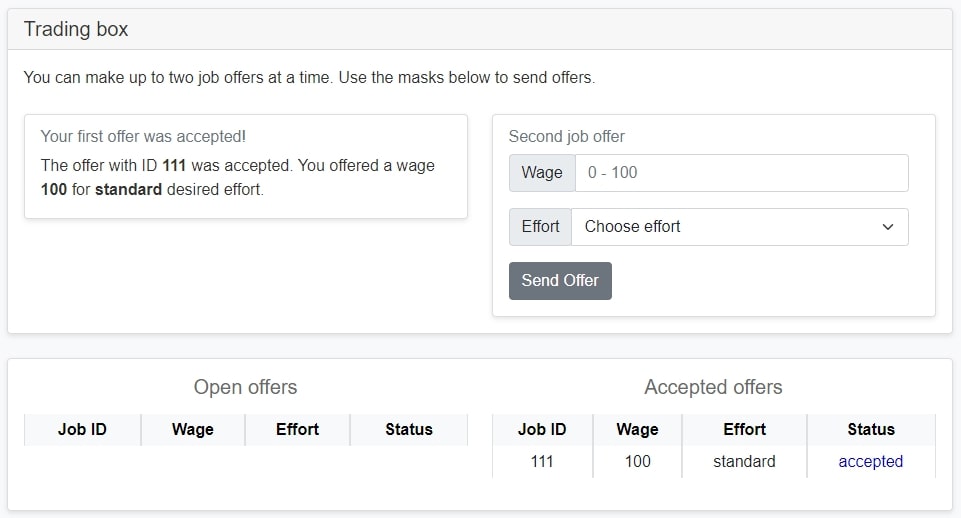 Trading box
You can make up to two job offers at a time. Use the masks below to send offers.
Your first offer was accepted!
The offer with ID 111 was accepted. You offered a wage
100 for standard desired effort.
Second job offer
Wage 0 - 100
Effort Choose effort
Send Offer
Open offers
Job ID Wage Effort Status
Accepted offers
Job ID Wage Effort Status
111 100 standard accepted